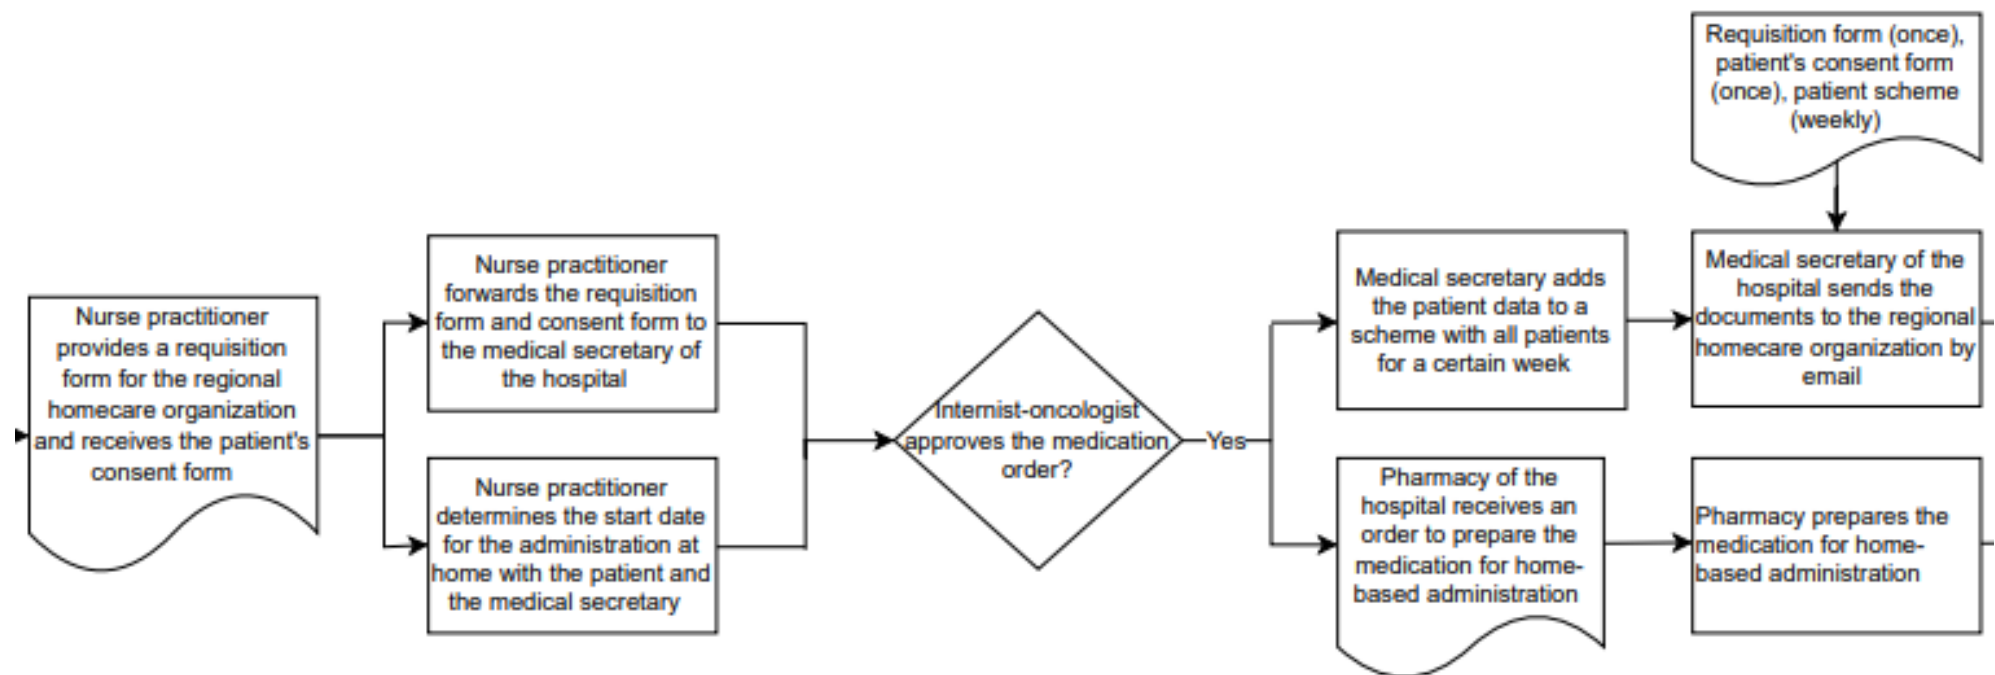 Nurse practitioner
provides a requisition
form for the regional
homecare organization
and receives the patient's
consent form
Nurse practitioner
forwards the requisition
form and consent form to
the medical secretary of
the hospital
Nurse practitioner
determines the start date
for the administration at
home with the patient and
the medical secretary
Internist-oncologist
approves the medication
order?
Yes
Medical secretary adds
the patient data to a
scheme with all patients
for a certain week
Requisition form (once),
patient's consent form
(once), patient scheme
(weekly)
Medical secretary of the
hospital sends the
documents to the regional
homecare organization by
email
Pharmacy of the
hospital receives an
order to prepare the
medication for home-
based administration
Pharmacy prepares the
medication for home-
based administration